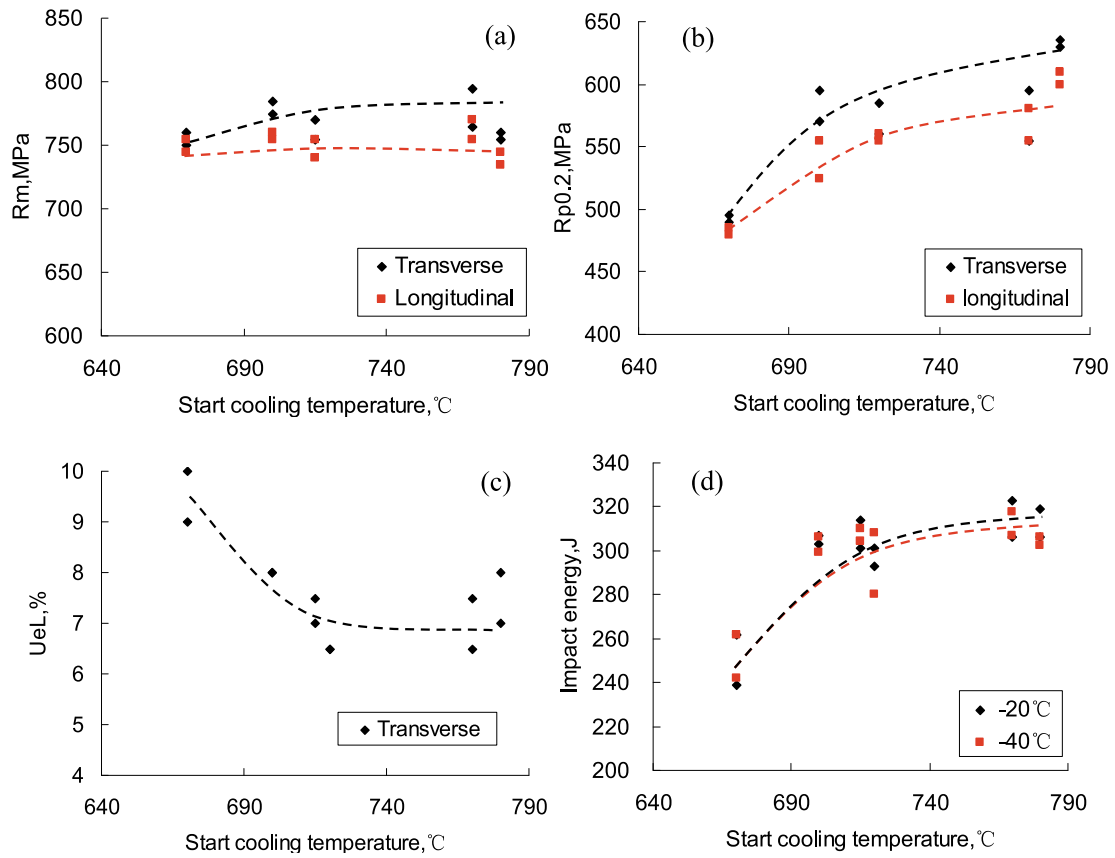 (a)
850
800
750
700
650
600
Rm,MPa
Transverse
Longitudinal
640
690
740
790
Start cooling temperature,℃
(b)
650
600
550
500
450
400
Rp0.2,MPa
Transverse
longitudinal
640
690
740
790
Start cooling temperature,℃
(c)
10
9
8
7
6
5
4
UeL,%
Transverse
640
690
740
790
Start cooling temperature,℃
(d)
340
320
300
280
260
240
220
200
Impact energy,J
-20℃
-40℃
640
690
740
790
Start cooling temperature,℃